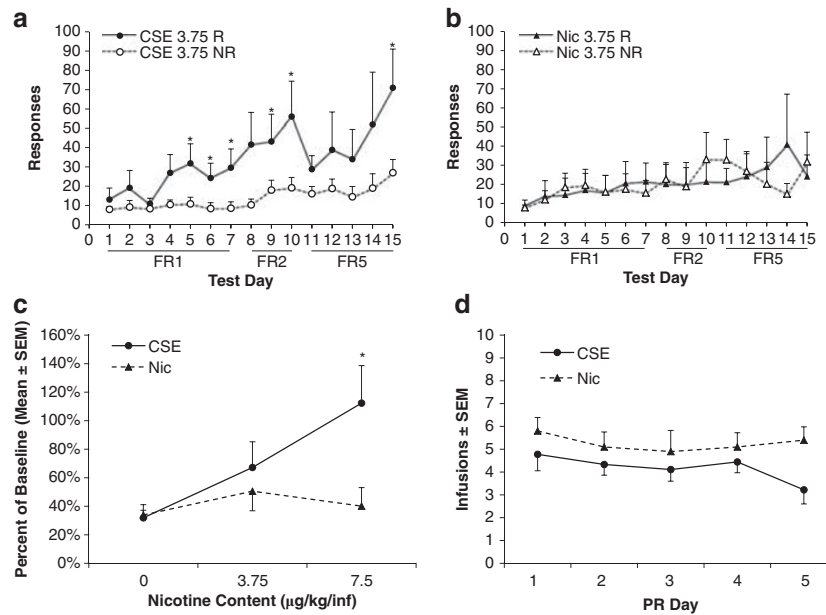 a
CSE 3.75 R
CSE 3.75 NR
Responses
100
90
80
70
60
50
40
30
20
10
0
* * * * * *
0 1 2 3 4 5 6 7 8 9 10 11 12 13 14 15
FR1 FR2 FR5
Test Day
b
Nic 3.75 R
Nic 3.75 NR
Responses
100
90
80
70
60
50
40
30
20
10
0
0 1 2 3 4 5 6 7 8 9 10 11 12 13 14 15
FR1 FR2 FR5
Test Day
c
CSE
Nic
Percent of Baseline (Mean ± SEM)
160%
140%
120%
100%
80%
60%
40%
20%
0%
*
0 3.75 7.5
Nicotine Content (µg/kg/inf)
d
CSE
Nic
Infusions ± SEM
10
9
8
7
6
5
4
3
2
1
0
1 2 3 4 5
PR Day